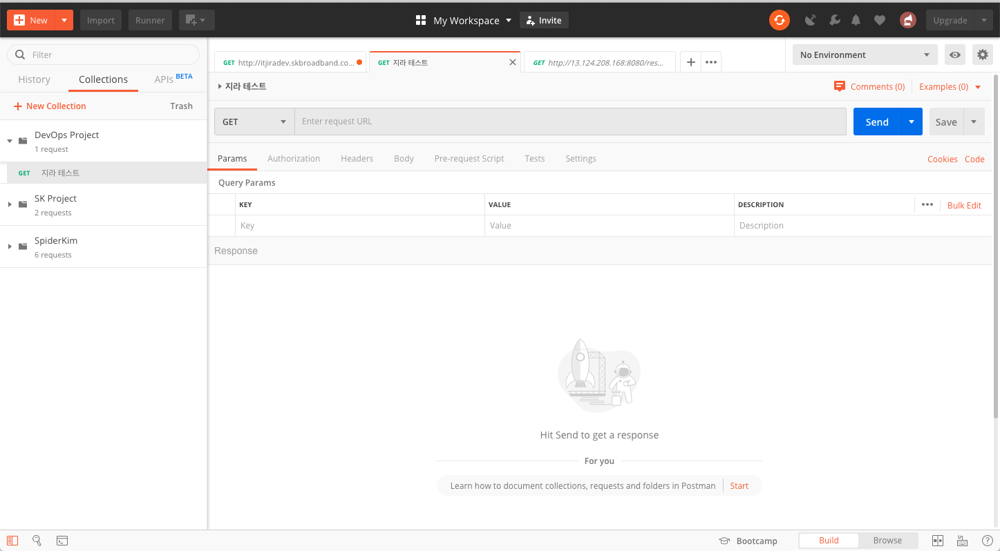 New
Import
Runner
My Workspace
Invite
Upgrade
Filter
History
Collections
APIs BETA
New Collection
Trash
DevOps Project
1 request
GET 지라 테스트
SK Project
2 requests
SpiderKim
6 requests
GET http://itjiradev.skbroadband.co...
GET 지라 테스트
GET http://13.124.208.168:8080/res...
No Environment
지라 테스트
Comments (0)
Examples (0)
GET
Enter request URL
Send
Save
Params
Authorization
Headers
Body
Pre-request Script
Tests
Settings
Cookies
Code
Query Params
KEY
VALUE
DESCRIPTION
Bulk Edit
Key
Value
Description
Response
Hit Send to get a response
For you
Learn how to document collections, requests and folders in Postman
Start
Bootcamp
Build
Browse